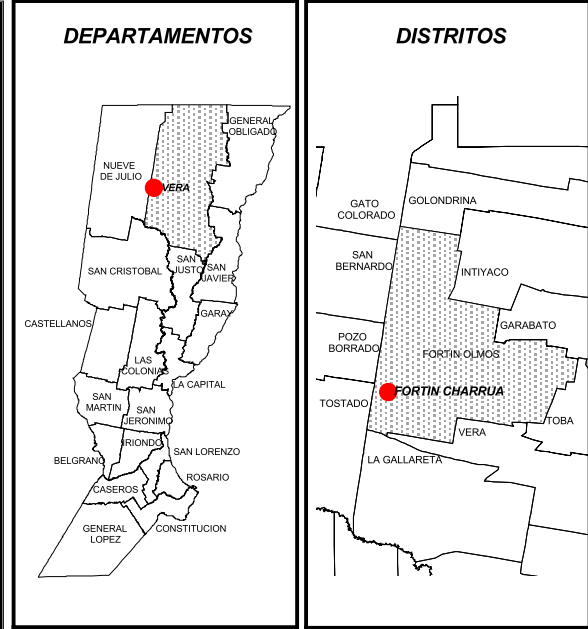 DEPARTAMENTOS
GENERAL
OBLIGADO
NUEVE
DE JULIO
VERA
SAN CRISTOBAL
SAN
JUSTO
SAN
JAVIER
GARAY
CASTELLANOS
LAS
COLONIAS
LA CAPITAL
SAN
MARTIN
SAN
JERONIMO
IRIONDO
SAN LORENZO
BELGRANO
ROSARIO
CASEROS
GENERAL
LOPEZ
CONSTITUCION
DISTRITOS
GATO
COLORADO
GOLONDRINA
SAN
BERNARDO
INTIYACO
GARABATO
POZO
BORRADO
FORTIN OLMOS
FORTIN CHARRUA
TOSTADO
TOBA
VERA
LA GALLARETA